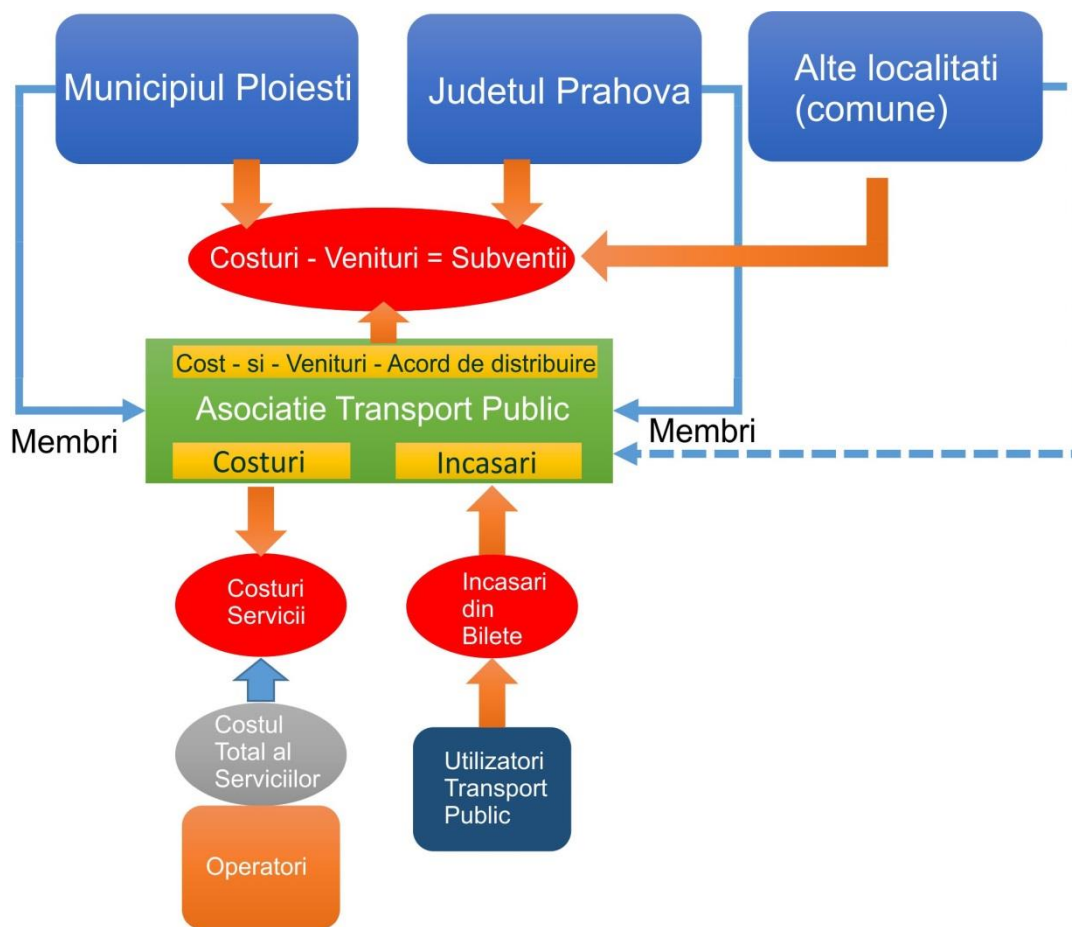 Municipiul Ploiesti
Judetul Prahova
Alte localitati
(comune)
Costuri - Venituri = Subventii
Cost - si - Venituri - Acord de distribuire
Asociatie Transport Public
Membri
Membri
Costuri
Incasari
Costuri
Servicii
Incasari
din
Bilete
Costul
Total al
Serviciilor
Utilizatori
Transport
Public
Operatori